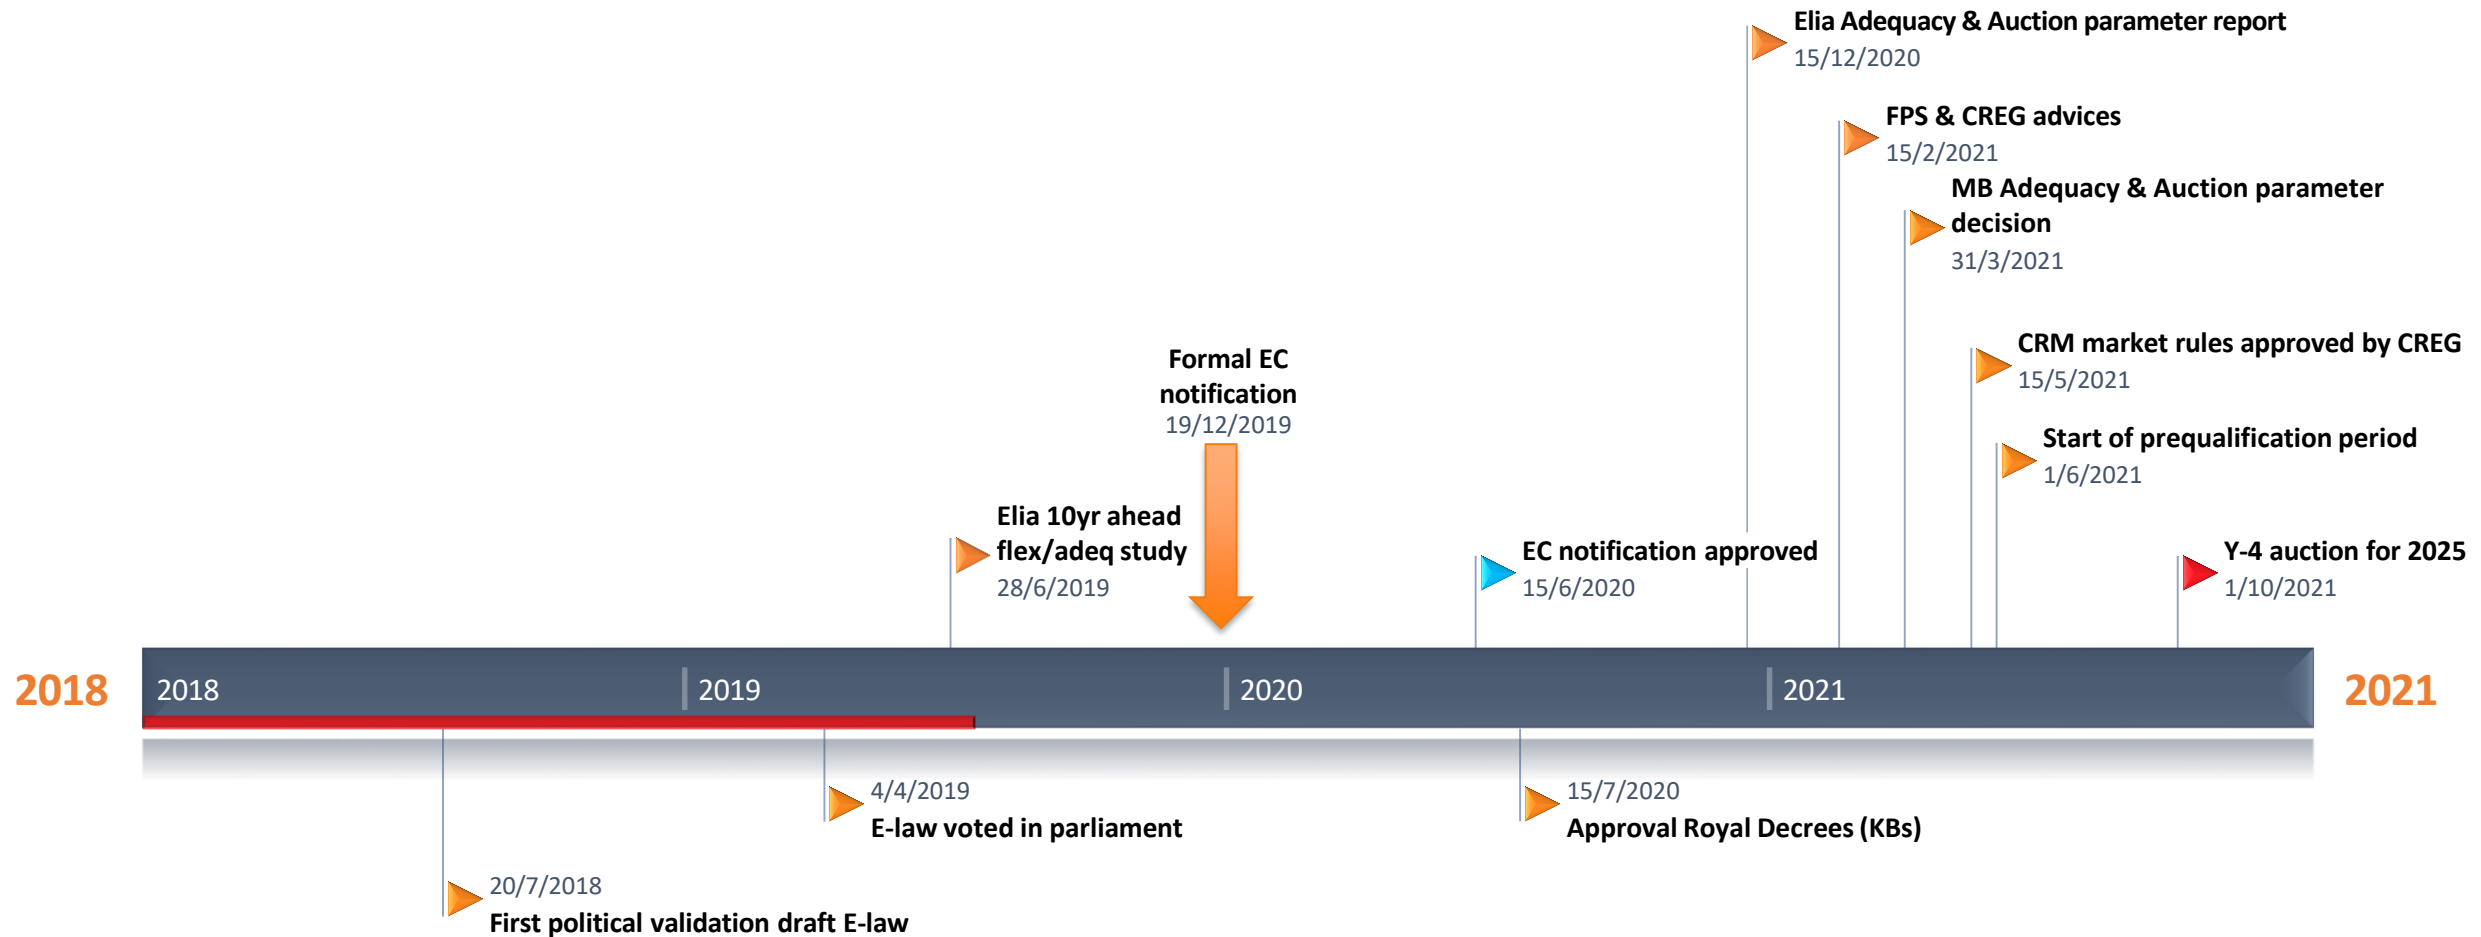 Elia Adequacy & Auction parameter report
15/12/2020
FPS & CREG advices
15/2/2021
MB Adequacy & Auction parameter
decision
31/3/2021
CRM market rules approved by CREG
15/5/2021
Formal EC
notification
19/12/2019
Start of prequalification period
1/6/2021
Elia 10yr ahead
flex/adeq study
28/6/2019
EC notification approved
15/6/2020
Y-4 auction for 2025
1/10/2021
2018
2018
2019
2020
2021
2021
4/4/2019
E-law voted in parliament
15/7/2020
Approval Royal Decrees (KBs)
20/7/2018
First political validation draft E-law